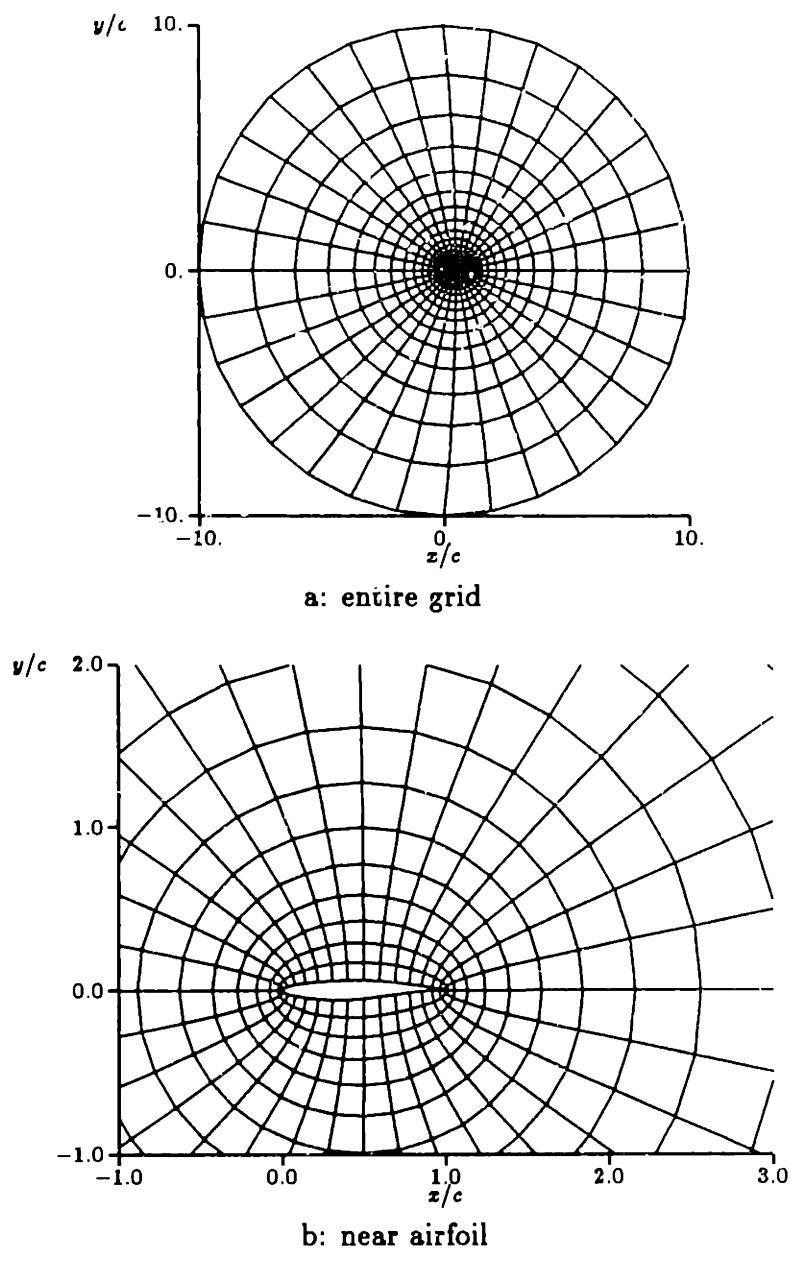 y/c 10.
0.
-10.
-10. 0. 10.
x/c
a: entire grid
y/c 2.0
1.0
0.0
-1.0
-1.0 0.0 1.0 2.0 3.0
x/c
b: near airfoil